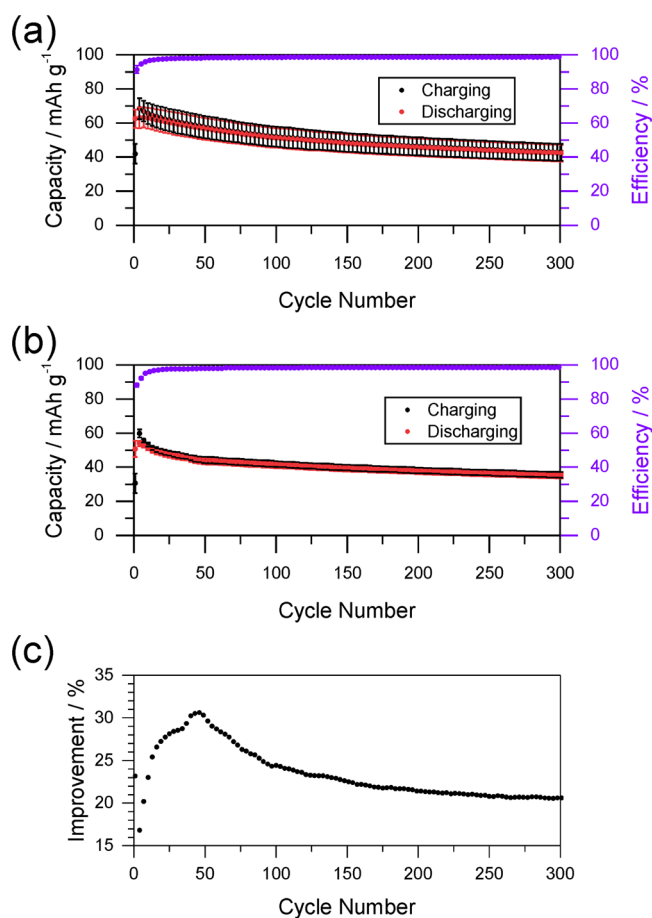 (a)
100
80
60
40
20
0
Capacity / mAh g⁻¹
Charging
Discharging
100
80
60
40
20
0
Efficiency / %
0 50 100 150 200 250 300
Cycle Number
(b)
100
80
60
40
20
0
Capacity / mAh g⁻¹
Charging
Discharging
100
80
60
40
20
0
Efficiency / %
0 50 100 150 200 250 300
Cycle Number
(c)
35
30
25
20
15
Improvement / %
0 50 100 150 200 250 300
Cycle Number